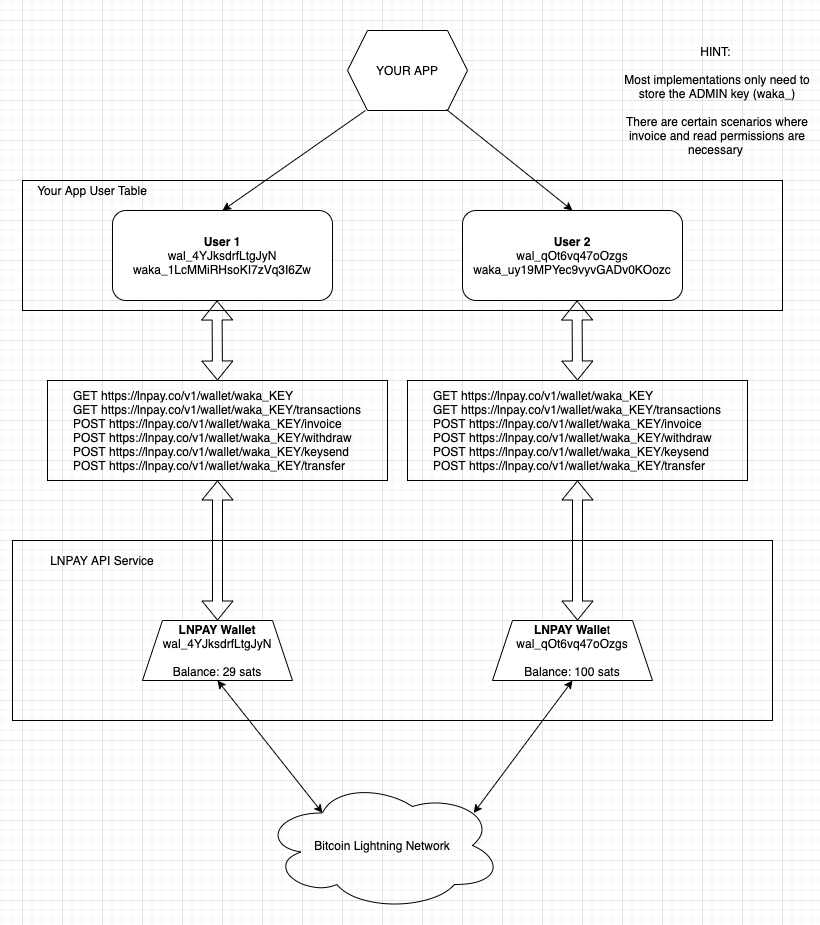 YOUR APP
HINT:
Most implementations only need to
store the ADMIN key (waka_)
There are certain scenarios where
invoice and read permissions are
necessary
Your App User Table
User 1
wal_4YJksdrfLtgJyN
waka_1LcMMiRHsoKI7zVq3I6Zw
User 2
wal_qOt6vq47oOzgs
waka_uy19MPYec9vyvGADv0KOozc
GET https://lnpay.co/v1/wallet/waka_KEY
GET https://lnpay.co/v1/wallet/waka_KEY/transactions
POST https://lnpay.co/v1/wallet/waka_KEY/invoice
POST https://lnpay.co/v1/wallet/waka_KEY/withdraw
POST https://lnpay.co/v1/wallet/waka_KEY/keysend
POST https://lnpay.co/v1/wallet/waka_KEY/transfer
GET https://lnpay.co/v1/wallet/waka_KEY
GET https://lnpay.co/v1/wallet/waka_KEY/transactions
POST https://lnpay.co/v1/wallet/waka_KEY/invoice
POST https://lnpay.co/v1/wallet/waka_KEY/withdraw
POST https://lnpay.co/v1/wallet/waka_KEY/keysend
POST https://lnpay.co/v1/wallet/waka_KEY/transfer
LNPAY API Service
LNPAY Wallet
wal_4YJksdrfLtgJyN
Balance: 29 sats
LNPAY Wallet
wal_qOt6vq47oOzgs
Balance: 100 sats
Bitcoin Lightning Network